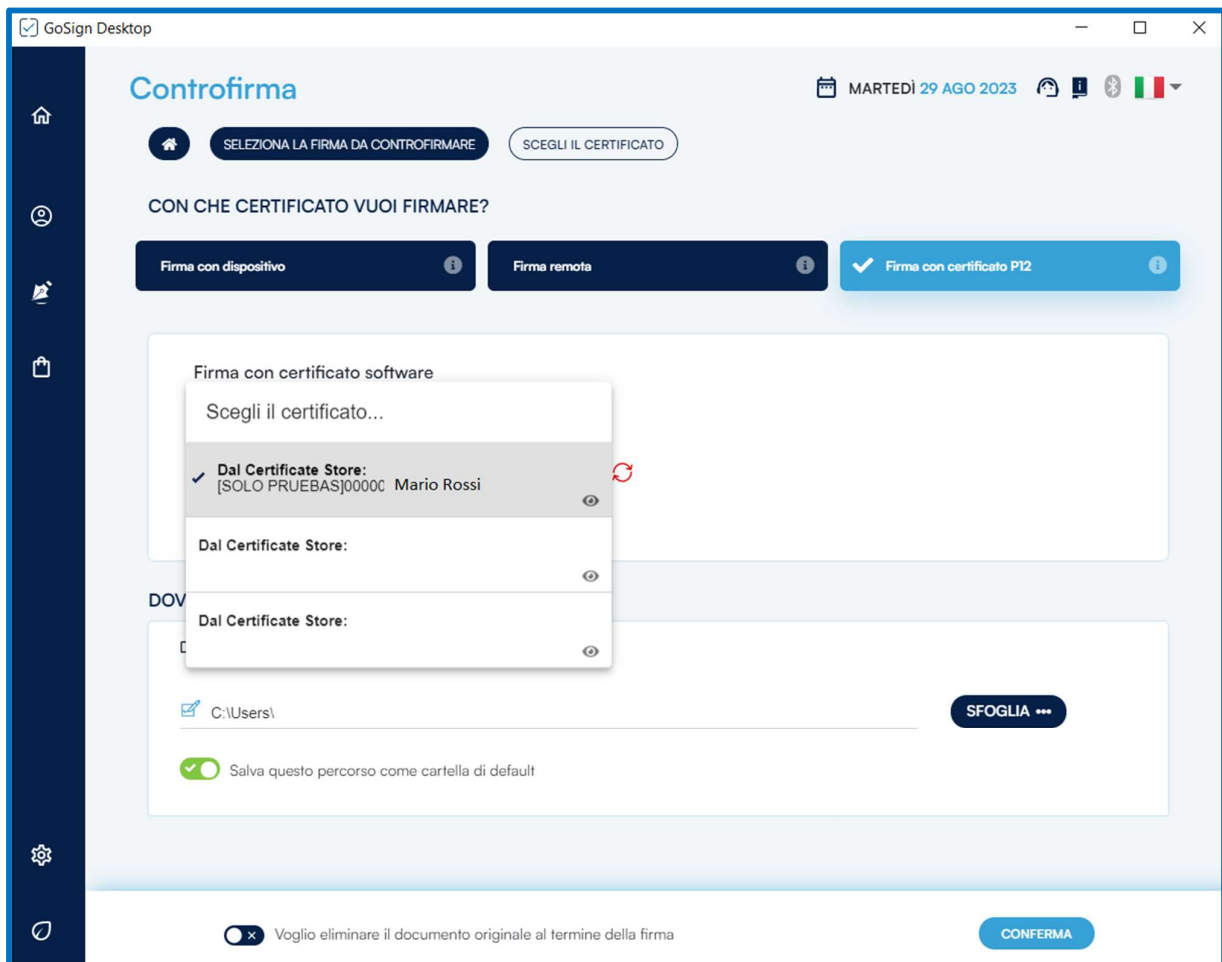 GoSign Desktop
Controfirma
MARTEDÌ 29 AGO 2023
SELEZIONA LA FIRMA DA CONTROFIRMARE
SCEGLI IL CERTIFICATO
CON CHE CERTIFICATO VUOI FIRMARE?
Firma con dispositivo
Firma remota
Firma con certificato P12
Firma con certificato software
Scegli il certificato...
Dal Certificate Store:
[SOLO PRUEBAS]00000 Mario Rossi
Dal Certificate Store:
Dal Certificate Store:
DOV
C:\Users\
SFOGLIA •••
Salva questo percorso come cartella di default
Voglio eliminare il documento originale al termine della firma
CONFERMA